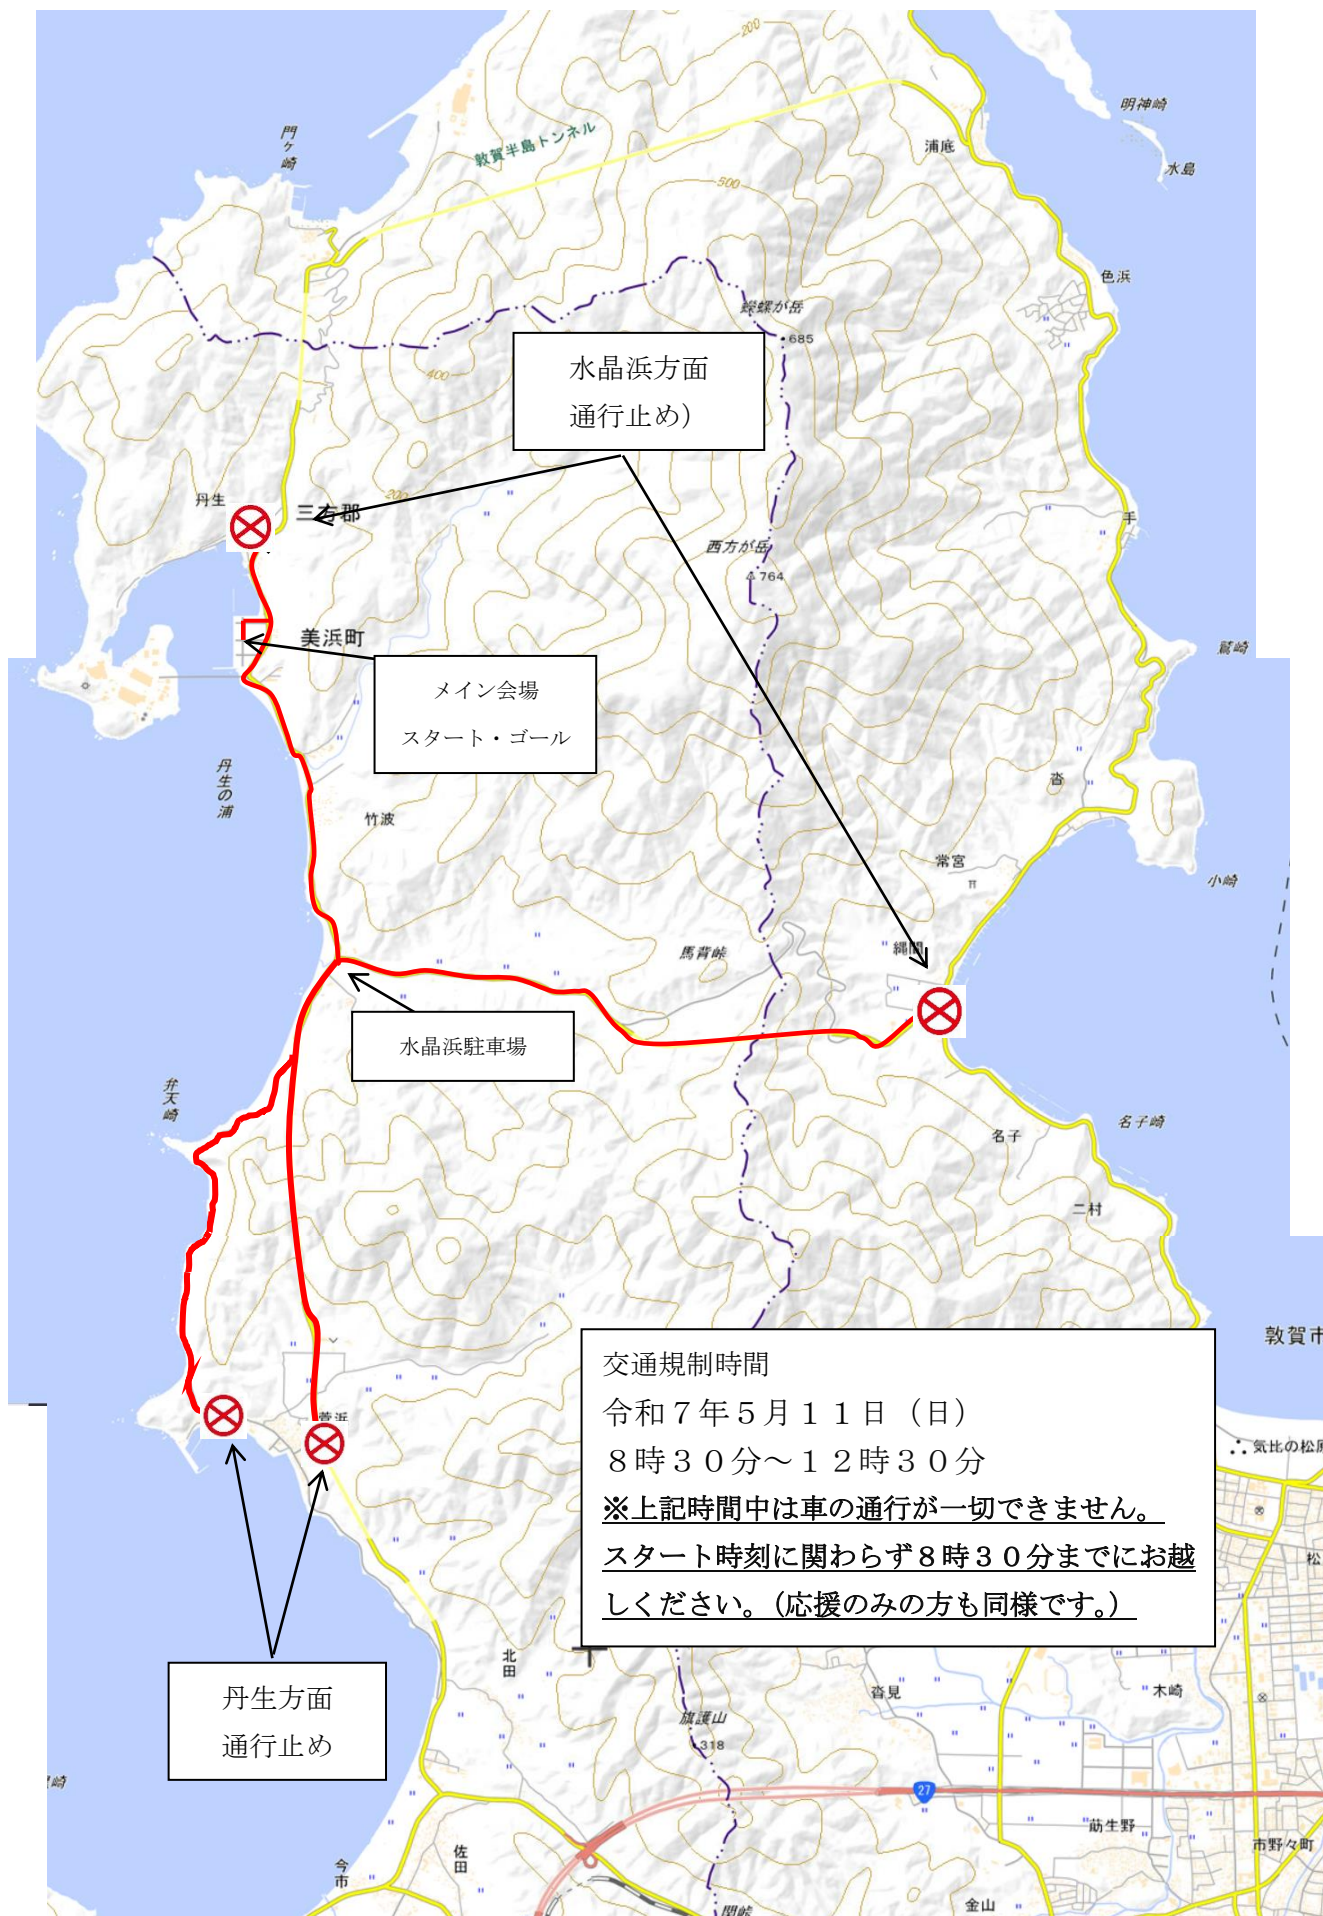 200
明神崎
門ヶ崎
敦賀半島トンネル
浦底
水島
500
色浜
蠑螺が岳
685
水晶浜方面
通行止め）
400
丹生
200
三方郡
手
西方が岳
764
美浜町
鷲崎
メイン会場
スタート・ゴール
丹生の浦
沓
竹波
常宮
小崎
馬背峠
縄間
水晶浜駐車場
弁天崎
名子崎
名子
二村
敦賀市
交通規制時間
令和７年５月１１日（日）
８時３０分～１２時３０分
※上記時間中は車の通行が一切できません。
スタート時刻に関わらず８時３０分までにお越
しください。（応援のみの方も同様です。）
菅浜
気比の松原
松
北田
丹生方面
通行止め
沓見
木崎
旗護山
318
崎
27
莇生野
市野々町
佐田
今市
金山
関峠